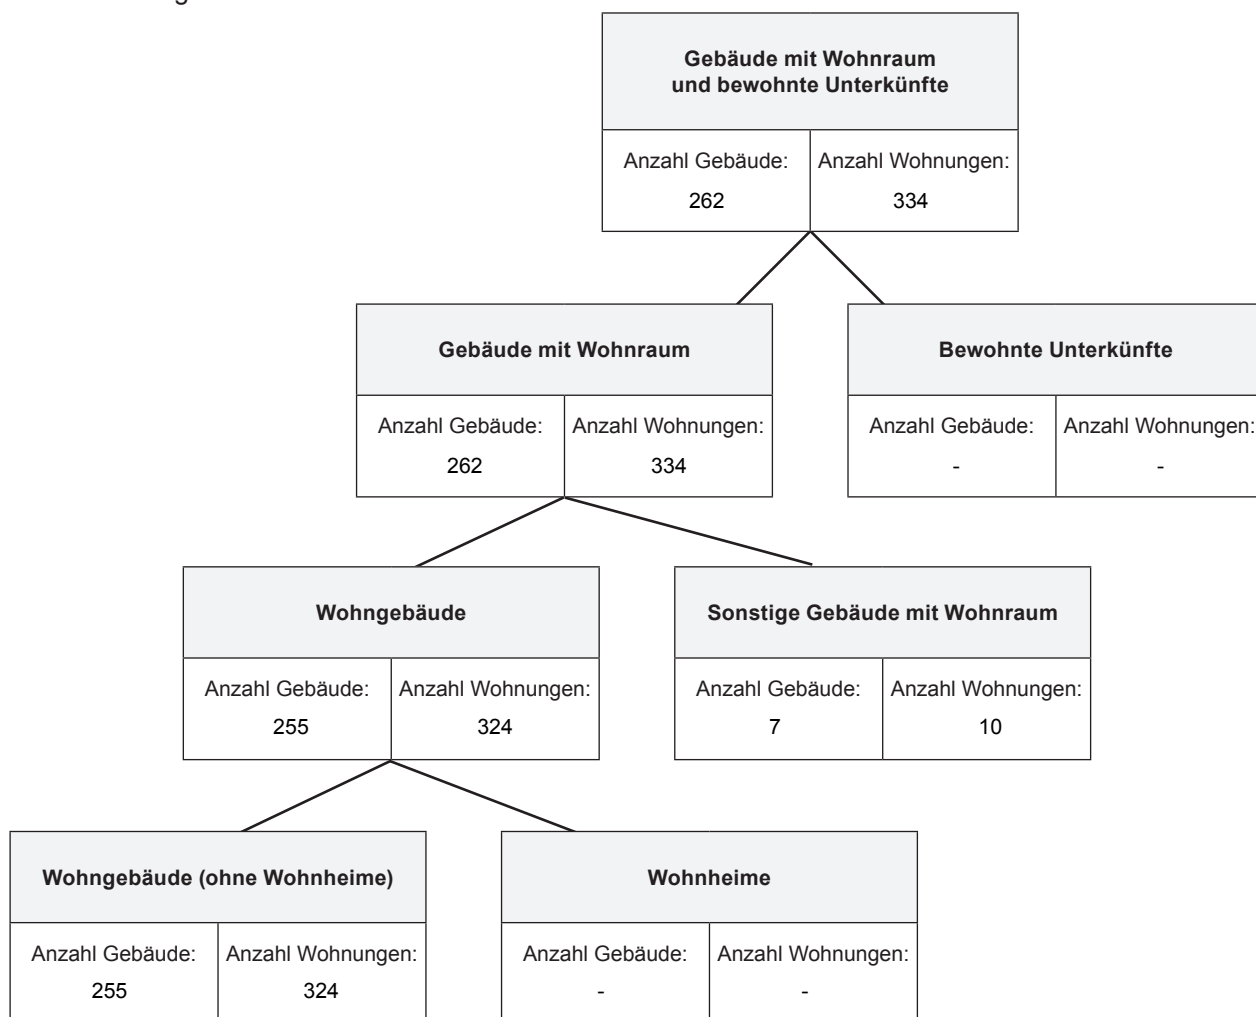 Gebäude mit Wohnraum
und bewohnte Unterkünfte
Anzahl Gebäude: Anzahl Wohnungen:
262 334
Gebäude mit Wohnraum
Anzahl Gebäude: Anzahl Wohnungen:
262 334
Bewohnte Unterkünfte
Anzahl Gebäude: Anzahl Wohnungen:
- -
Wohngebäude
Anzahl Gebäude: Anzahl Wohnungen:
255 324
Sonstige Gebäude mit Wohnraum
Anzahl Gebäude: Anzahl Wohnungen:
7 10
Wohngebäude (ohne Wohnheime)
Anzahl Gebäude: Anzahl Wohnungen:
255 324
Wohnheime
Anzahl Gebäude: Anzahl Wohnungen:
- -